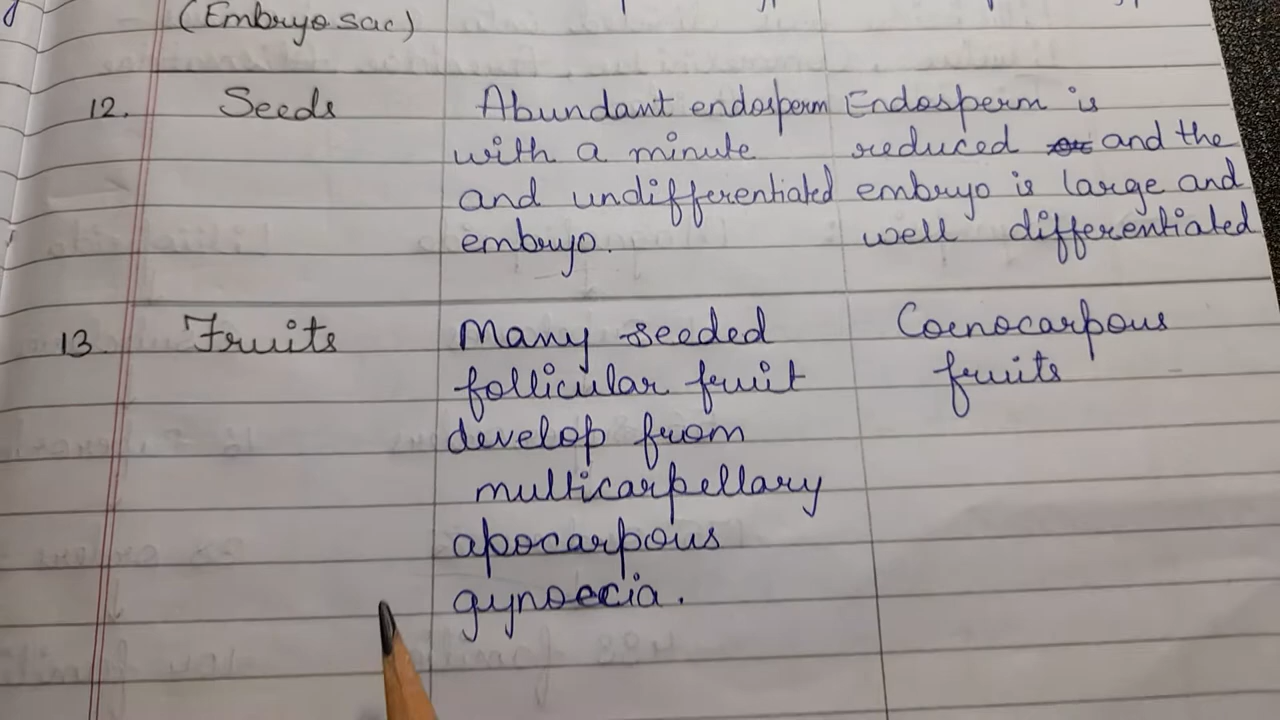 (Embryo sac)
12. Seeds
Abundant endosperm
with a minute
and undifferentiated
embryo.
Endosperm is
reduced and the
embryo is large and
well differentiated
13. Fruits
Many seeded
follicular fruit
develop from
multicarpellary
apocarpous
gynoecia.
Coenocarpous
fruits